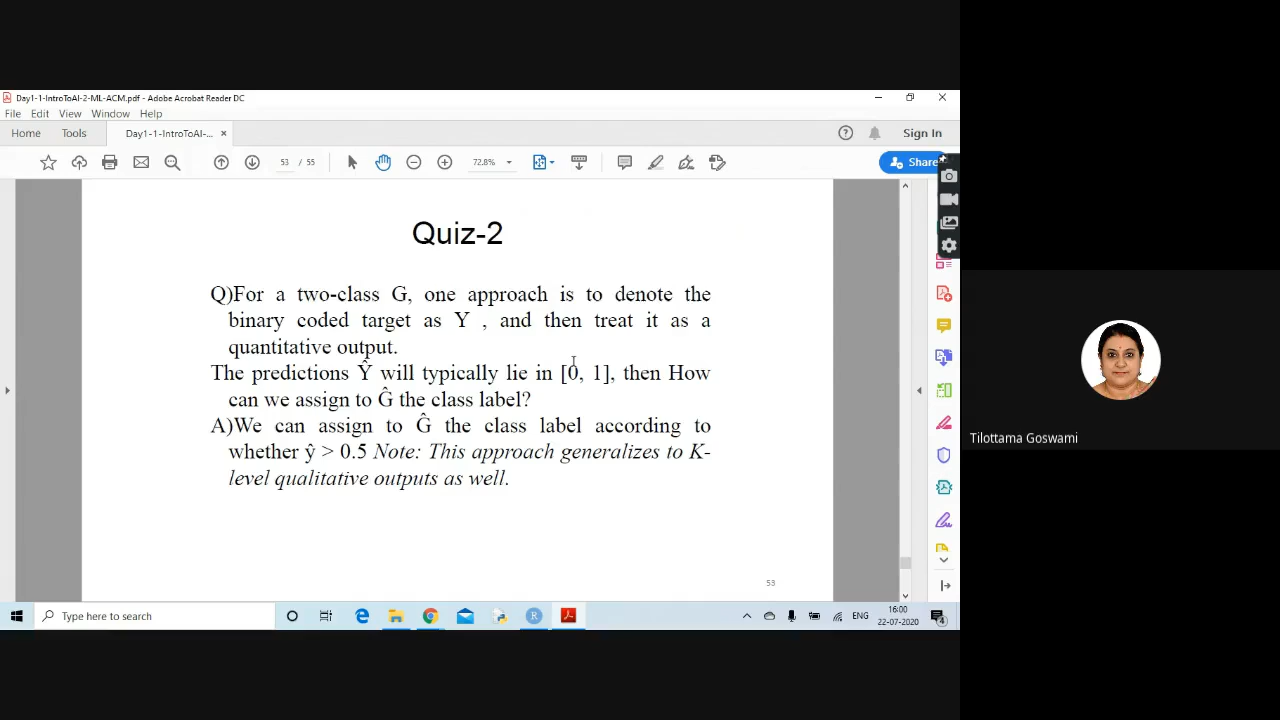 Day1-1-IntroToAI-2-ML-ACM.pdf - Adobe Acrobat Reader DC
File Edit View Window Help
Home Tools Day1-1-IntroToAI-... × Sign In
53 / 55 72.8% Share
Quiz-2
Q)For a two-class G, one approach is to denote the
binary coded target as Y , and then treat it as a
quantitative output.
The predictions Ŷ will typically lie in [0, 1], then How
can we assign to Ĝ the class label?
A)We can assign to Ĝ the class label according to
whether ŷ > 0.5 Note: This approach generalizes to K-
level qualitative outputs as well.
53
Tilottama Goswami
Type here to search
ENG
16:00
22-07-2020
4